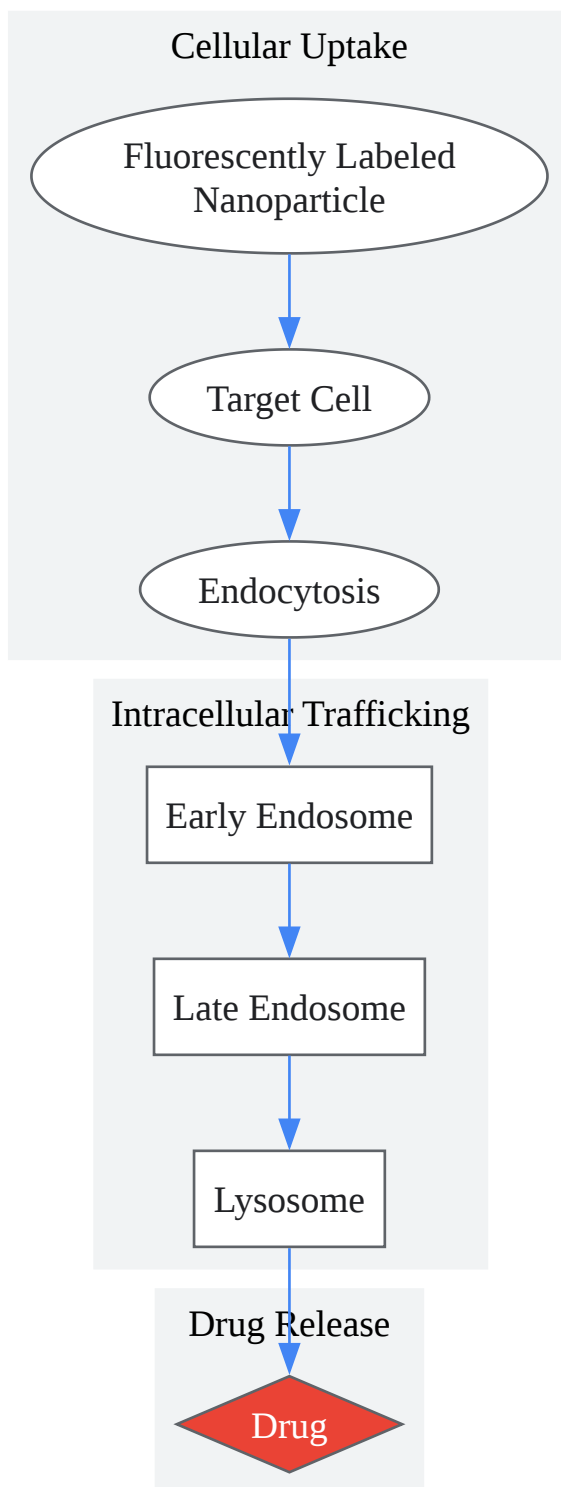 Cellular Uptake
Fluorescently Labeled
Nanoparticle
Target Cell
Endocytosis
Intracellular Trafficking
Early Endosome
Late Endosome
Lysosome
Drug Release
Drug